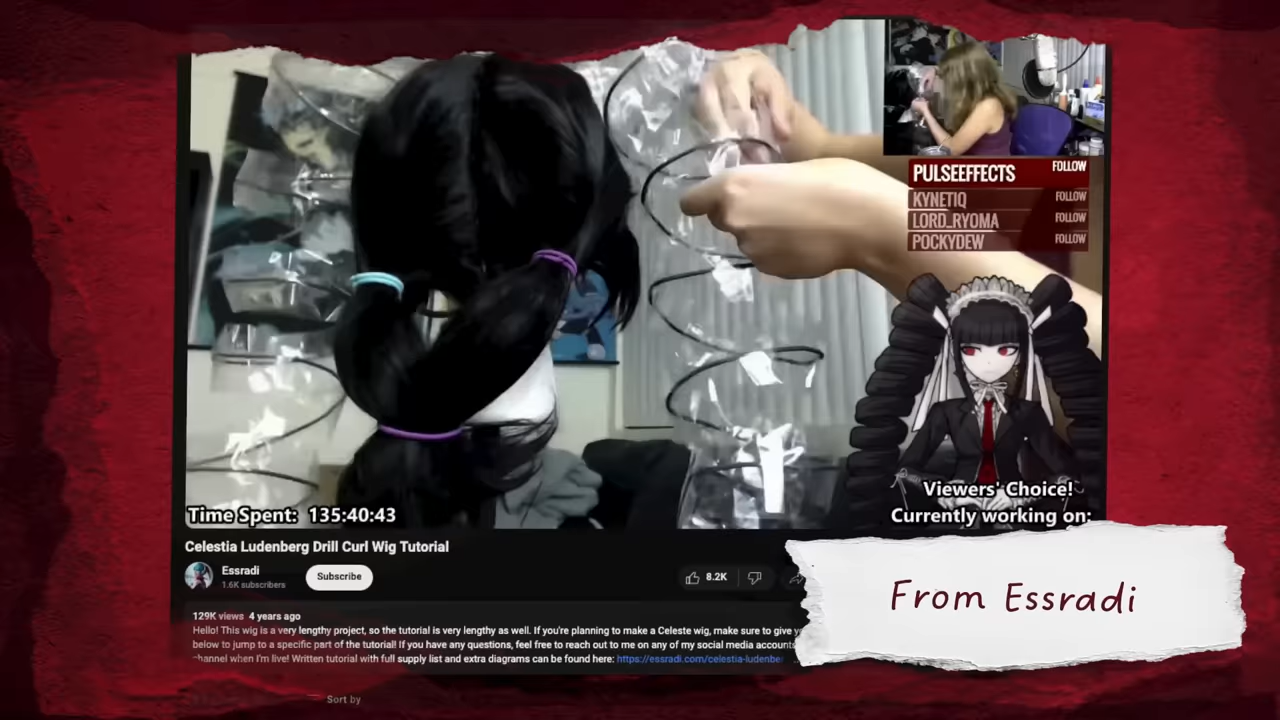 PULSEEFFECTS FOLLOW
KYNETIQ FOLLOW
LORD_RYOMA FOLLOW
POCKYDEW FOLLOW
Viewers' Choice!
Currently working on:
Time Spent: 135:40:43
Celestia Ludenberg Drill Curl Wig Tutorial
Essradi
1.6K subscribers
Subscribe
8.2K
From Essradi
129K views 4 years ago
Hello! This wig is a very lengthy project, so the tutorial is very lengthy as well. If you're planning to make a Celeste wig, make sure to give y
below to jump to a specific part of the tutorial! If you have any questions, feel free to reach out to me on any of my social media accounts
channel when I'm live! Written tutorial with full supply list and extra diagrams can be found here: https://essradi.com/celestia-ludenbe
Sort by